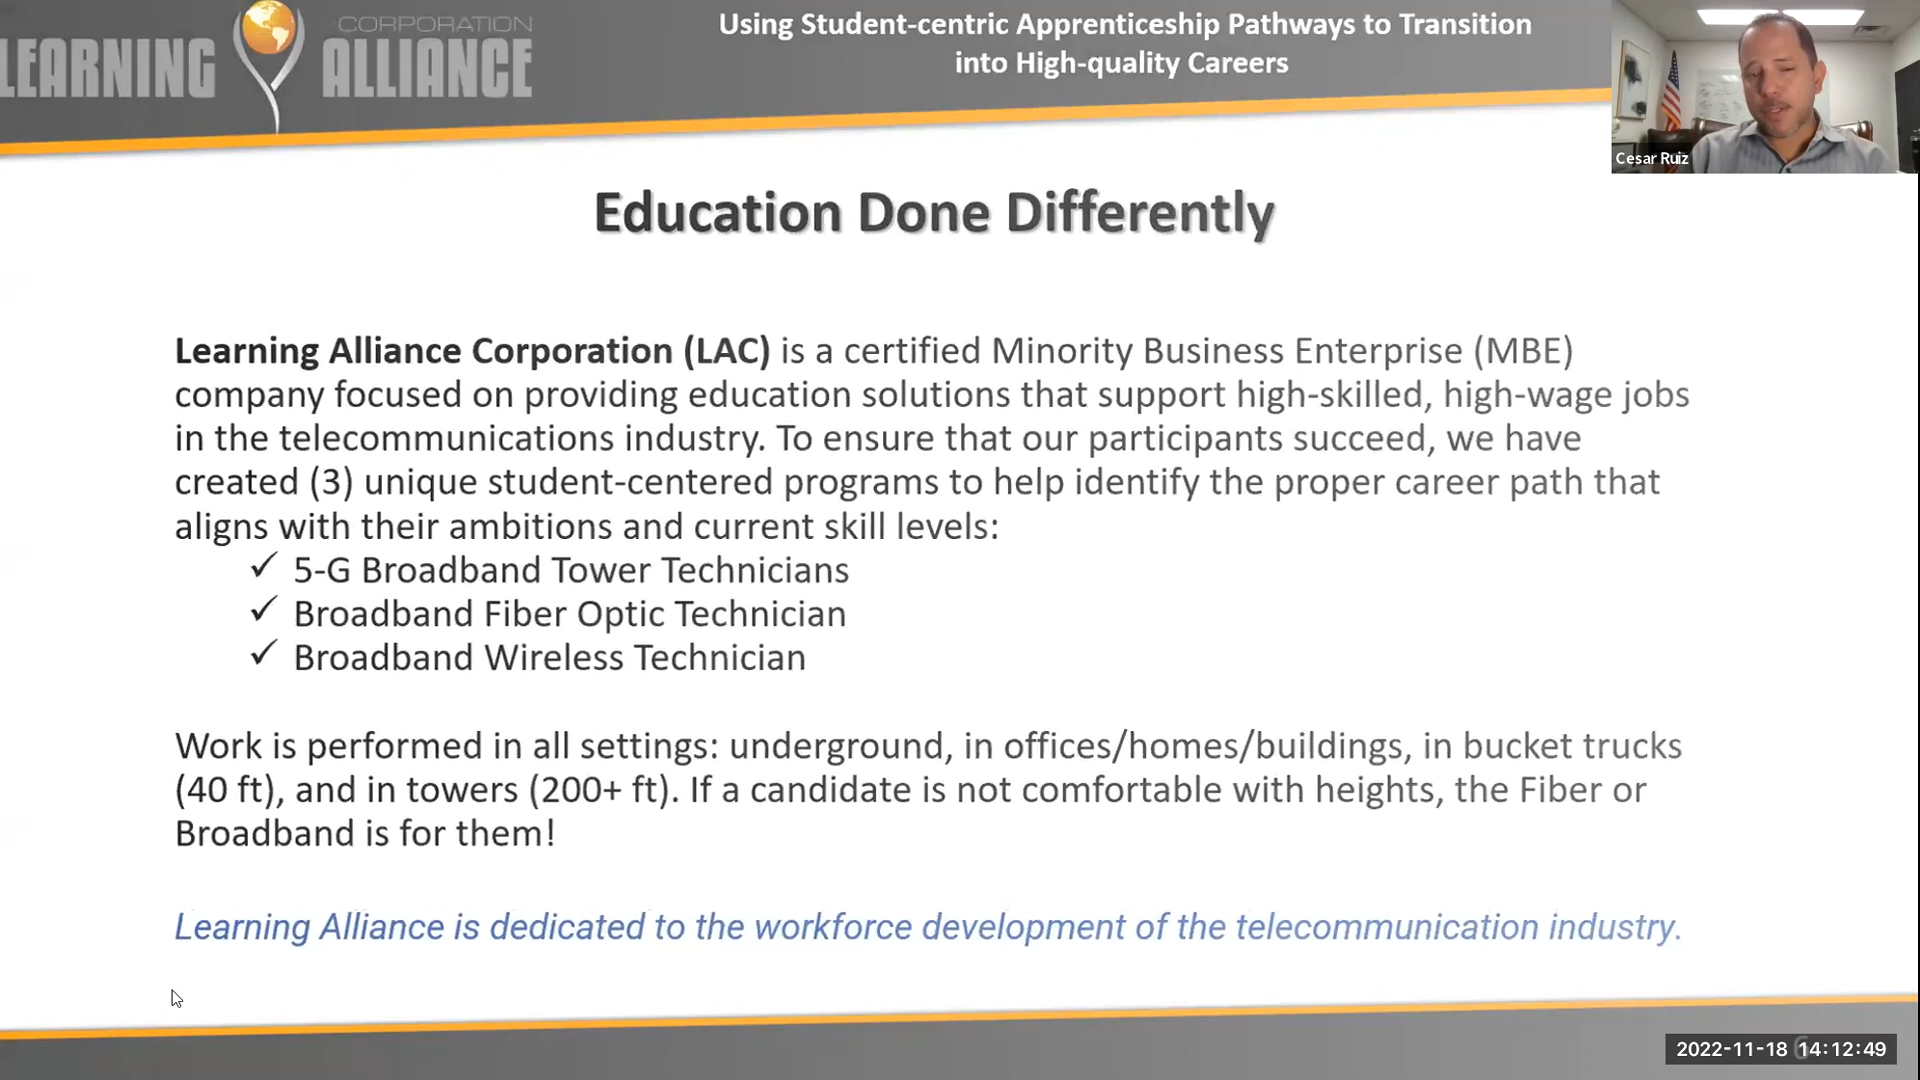 CORPORATION
LEARNING ALLIANCE
Using Student-centric Apprenticeship Pathways to Transition
into High-quality Careers
Cesar Ruiz
Education Done Differently
Learning Alliance Corporation (LAC) is a certified Minority Business Enterprise (MBE)
company focused on providing education solutions that support high-skilled, high-wage jobs
in the telecommunications industry. To ensure that our participants succeed, we have
created (3) unique student-centered programs to help identify the proper career path that
aligns with their ambitions and current skill levels:
✓ 5-G Broadband Tower Technicians
✓ Broadband Fiber Optic Technician
✓ Broadband Wireless Technician
Work is performed in all settings: underground, in offices/homes/buildings, in bucket trucks
(40 ft), and in towers (200+ ft). If a candidate is not comfortable with heights, the Fiber or
Broadband is for them!
Learning Alliance is dedicated to the workforce development of the telecommunication industry.
2022-11-18 14:12:49